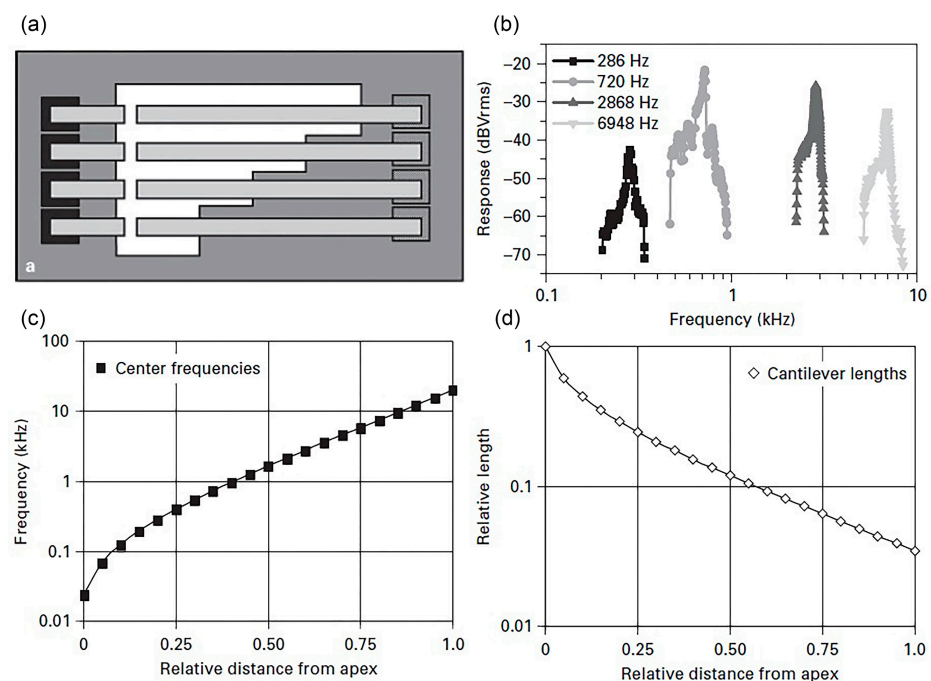 (a)
a
(b)
286 Hz
720 Hz
2868 Hz
6948 Hz
−20
−30
−40
−50
−60
−70
Response (dBVrms)
0.1
1
10
Frequency (kHz)
(c)
Center frequencies
100
10
1
0.1
0.01
Frequency (kHz)
0
0.25
0.50
0.75
1.0
Relative distance from apex
(d)
Cantilever lengths
1
0.1
0.01
Relative length
0
0.25
0.50
0.75
1.0
Relative distance from apex